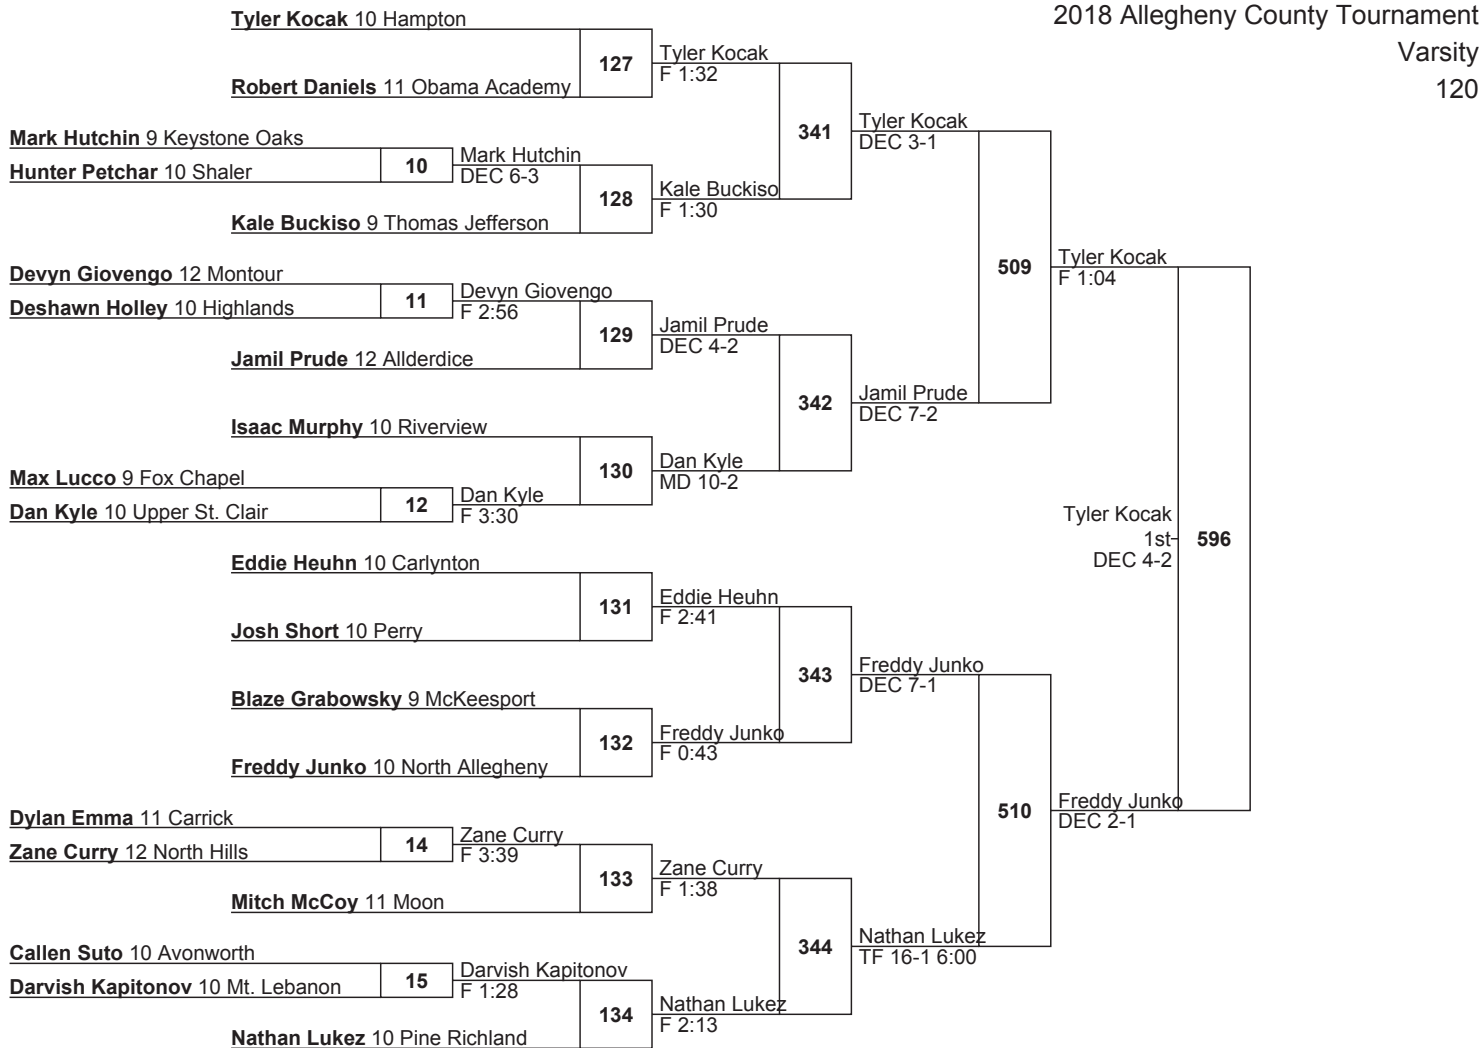 2018 Allegheny County Tournament
Varsity
120
Tyler Kocak 10 Hampton
127
Tyler Kocak
F 1:32
Robert Daniels 11 Obama Academy
341
Tyler Kocak
DEC 3-1
Mark Hutchin 9 Keystone Oaks
10
Mark Hutchin
DEC 6-3
Hunter Petchar 10 Shaler
128
Kale Buckiso
F 1:30
Kale Buckiso 9 Thomas Jefferson
509
Tyler Kocak
F 1:04
Devyn Giovengo 12 Montour
11
Devyn Giovengo
F 2:56
Deshawn Holley 10 Highlands
129
Jamil Prude
DEC 4-2
Jamil Prude 12 Allderdice
342
Jamil Prude
DEC 7-2
Isaac Murphy 10 Riverview
130
Dan Kyle
MD 10-2
Max Lucco 9 Fox Chapel
12
Dan Kyle
F 3:30
Dan Kyle 10 Upper St. Clair
Tyler Kocak
1st
DEC 4-2
596
Eddie Heuhn 10 Carlynton
131
Eddie Heuhn
F 2:41
Josh Short 10 Perry
343
Freddy Junko
DEC 7-1
Blaze Grabowsky 9 McKeesport
132
Freddy Junko
F 0:43
Freddy Junko 10 North Allegheny
510
Freddy Junko
DEC 2-1
Dylan Emma 11 Carrick
14
Zane Curry
F 3:39
Zane Curry 12 North Hills
133
Zane Curry
F 1:38
Mitch McCoy 11 Moon
344
Nathan Lukez
TF 16-1 6:00
Callen Suto 10 Avonworth
15
Darvish Kapitonov
F 1:28
Darvish Kapitonov 10 Mt. Lebanon
134
Nathan Lukez
F 2:13
Nathan Lukez 10 Pine Richland